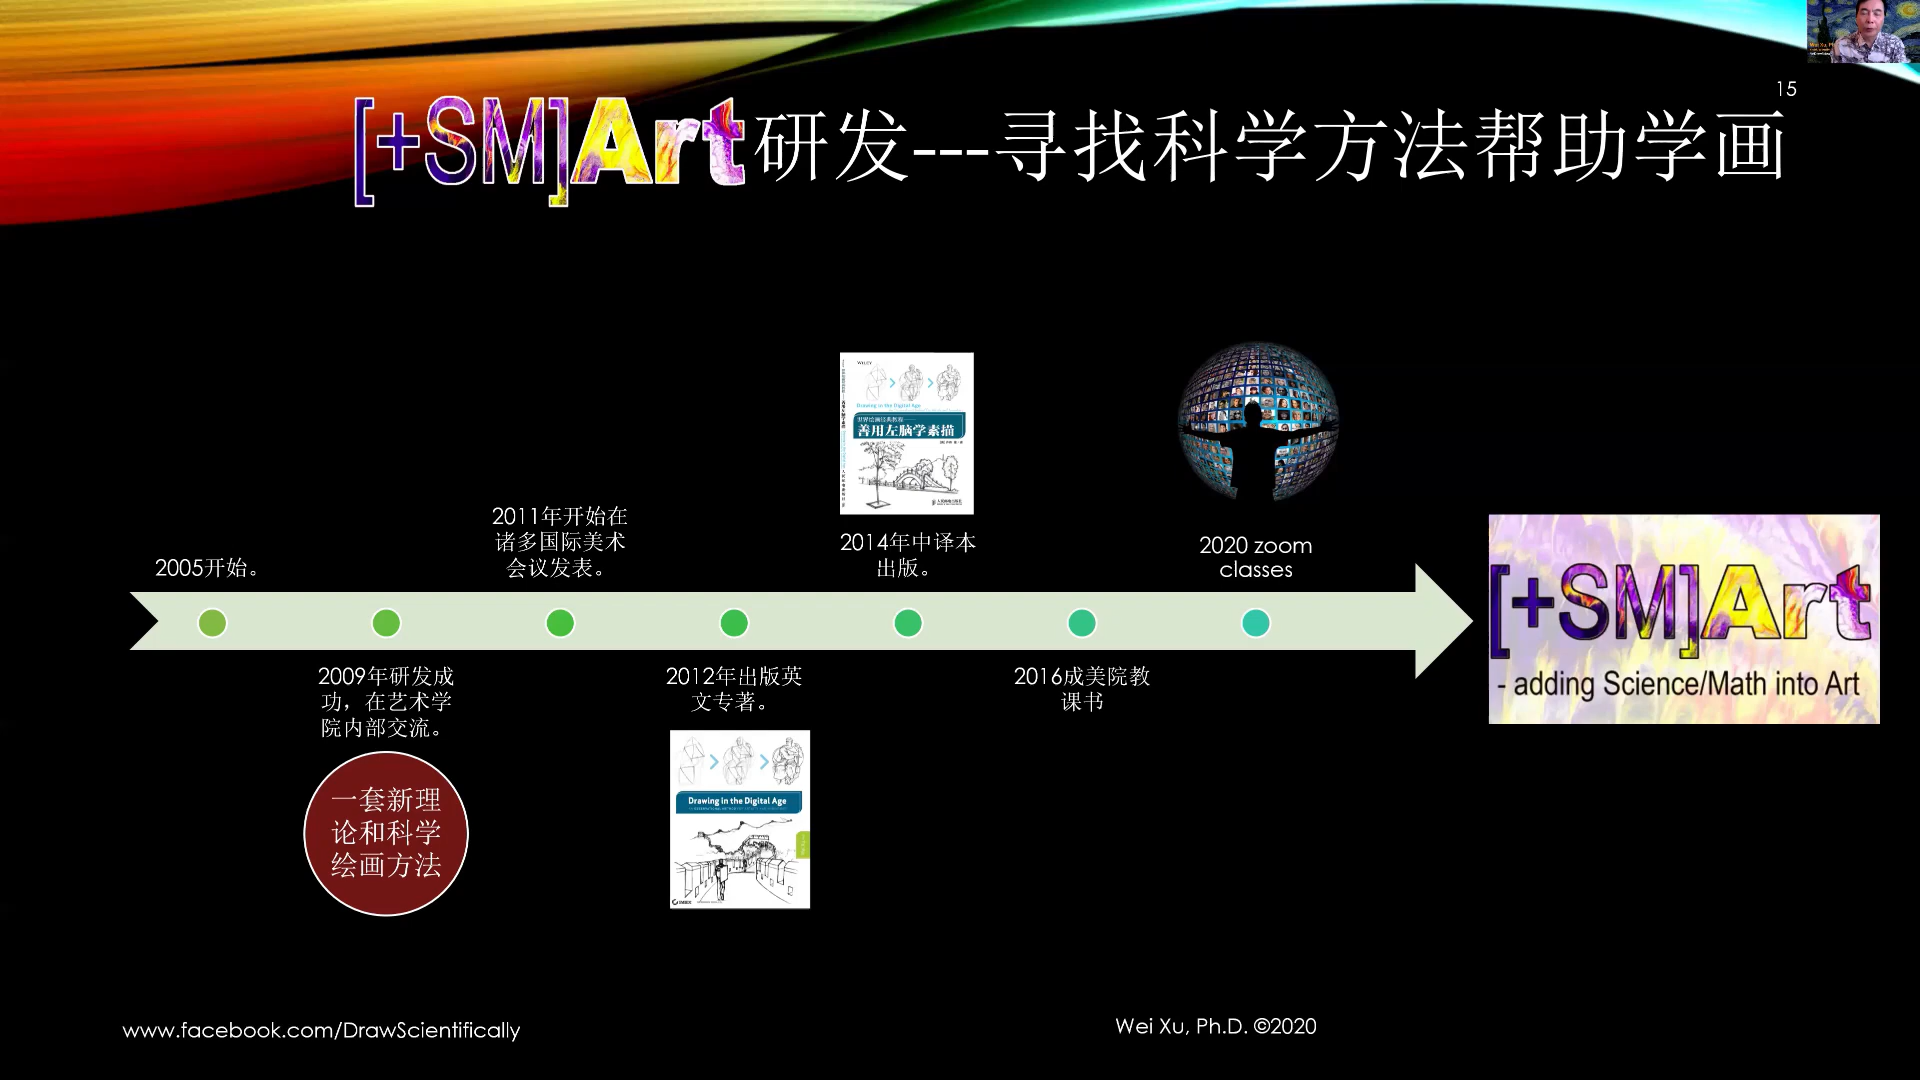 15
[+SM]Art研发---寻找科学方法帮助学画
WILEY
Drawing in the Digital Age
世界绘画经典教程
善用左脑学素描
人民邮电出版社
2005开始。
2011年开始在
诸多国际美术
会议发表。
2014年中译本
出版。
2020 zoom
classes
2009年研发成
功，在艺术学
院内部交流。
2012年出版英
文专著。
2016成美院教
课书
[+SM]Art
- adding Science/Math into Art
一套新理
论和科学
绘画方法
Drawing in the Digital Age
SYBEX
www.facebook.com/DrawScientifically
Wei Xu, Ph.D. ©2020